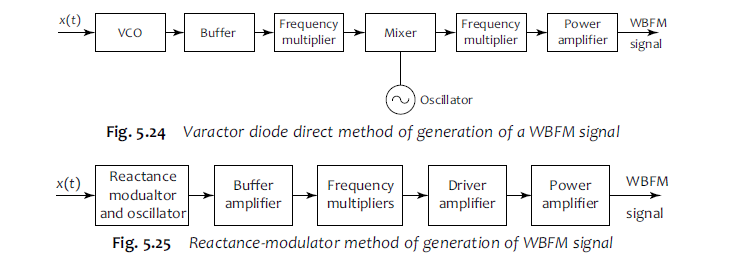 x(t)
VCO
Buffer
Frequency
multiplier
Mixer
Frequency
multiplier
Power
amplifier
WBFM
signal
Oscillator
Fig. 5.24 Varactor diode direct method of generation of a WBFM signal
x(t)
Reactance
modualtor
and oscillator
Buffer
amplifier
Frequency
multipliers
Driver
amplifier
Power
amplifier
WBFM
signal
Fig. 5.25 Reactance-modulator method of generation of WBFM signal